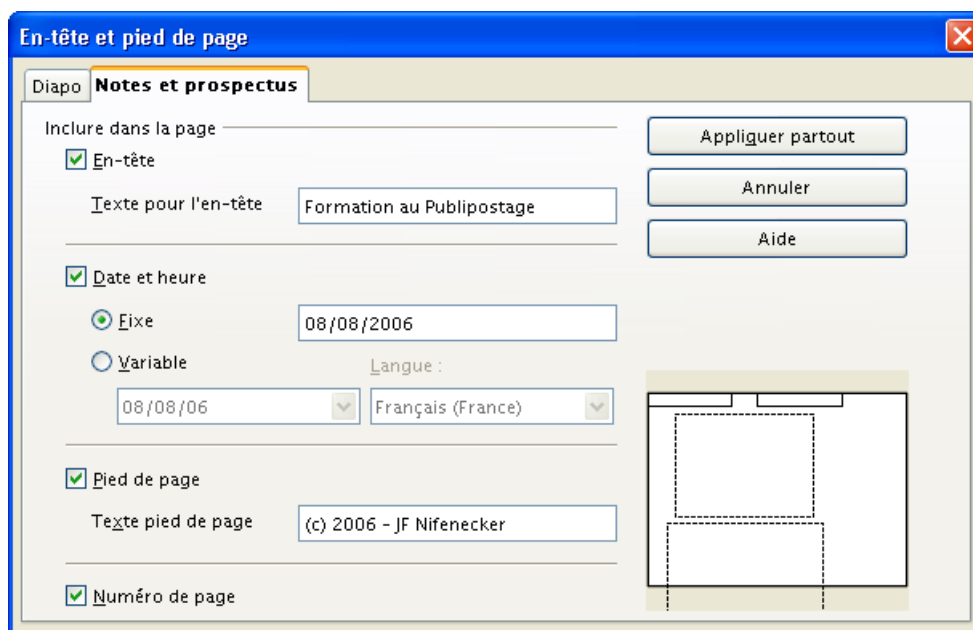 En-tête et pied de page
Diapo Notes et prospectus
Inclure dans la page
Appliquer partout
En-tête
Annuler
Texte pour l'en-tête Formation au Publipostage
Aide
Date et heure
Fixe 08/08/2006
Variable Langue :
08/08/06 Français (France)
Pied de page
Texte pied de page (c) 2006 - JF Nifenecker
Numéro de page